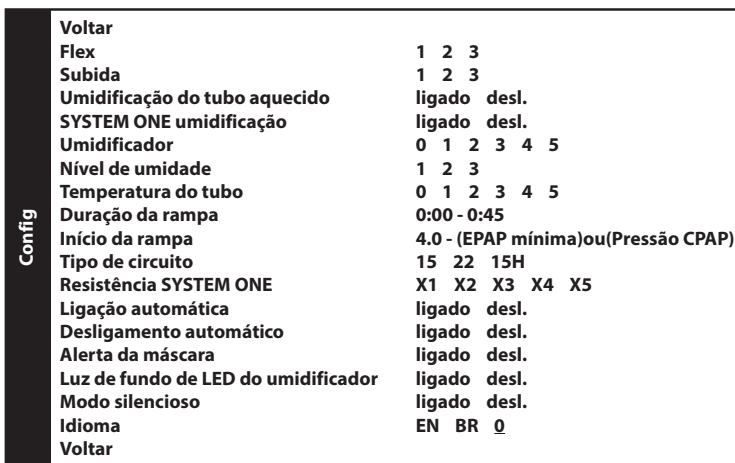 Config
Voltar
Flex 1 2 3
Subida 1 2 3
Umidificação do tubo aquecido ligado desl.
SYSTEM ONE umidificação ligado desl.
Umidificador 0 1 2 3 4 5
Nível de umidade 1 2 3
Temperatura do tubo 0 1 2 3 4 5
Duração da rampa 0:00 - 0:45
Início da rampa 4.0 - (EPAP mínima)ou(Pressão CPAP)
Tipo de circuito 15 22 15H
Resistência SYSTEM ONE X1 X2 X3 X4 X5
Ligação automática ligado desl.
Desligamento automático ligado desl.
Alerta da máscara ligado desl.
Luz de fundo de LED do umidificador ligado desl.
Modo silencioso ligado desl.
Idioma EN BR 0
Voltar